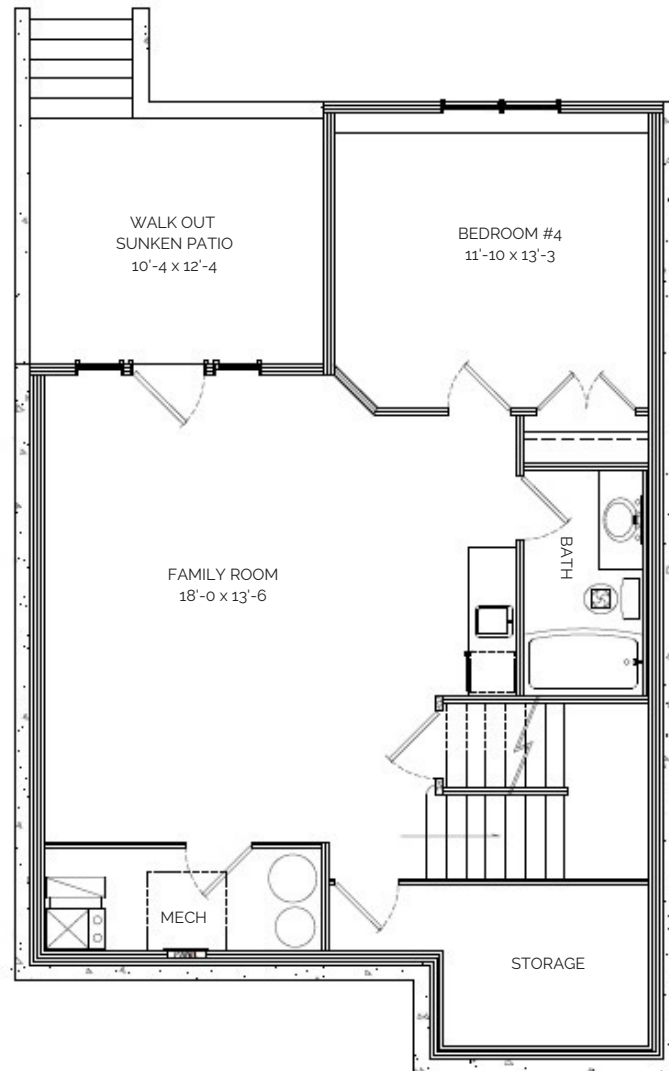 WALK OUT
SUNKEN PATIO
10'-4 x 12'-4
BEDROOM #4
11'-10 x 13'-3
FAMILY ROOM
18'-0 x 13'-6
BATH
MECH
STORAGE